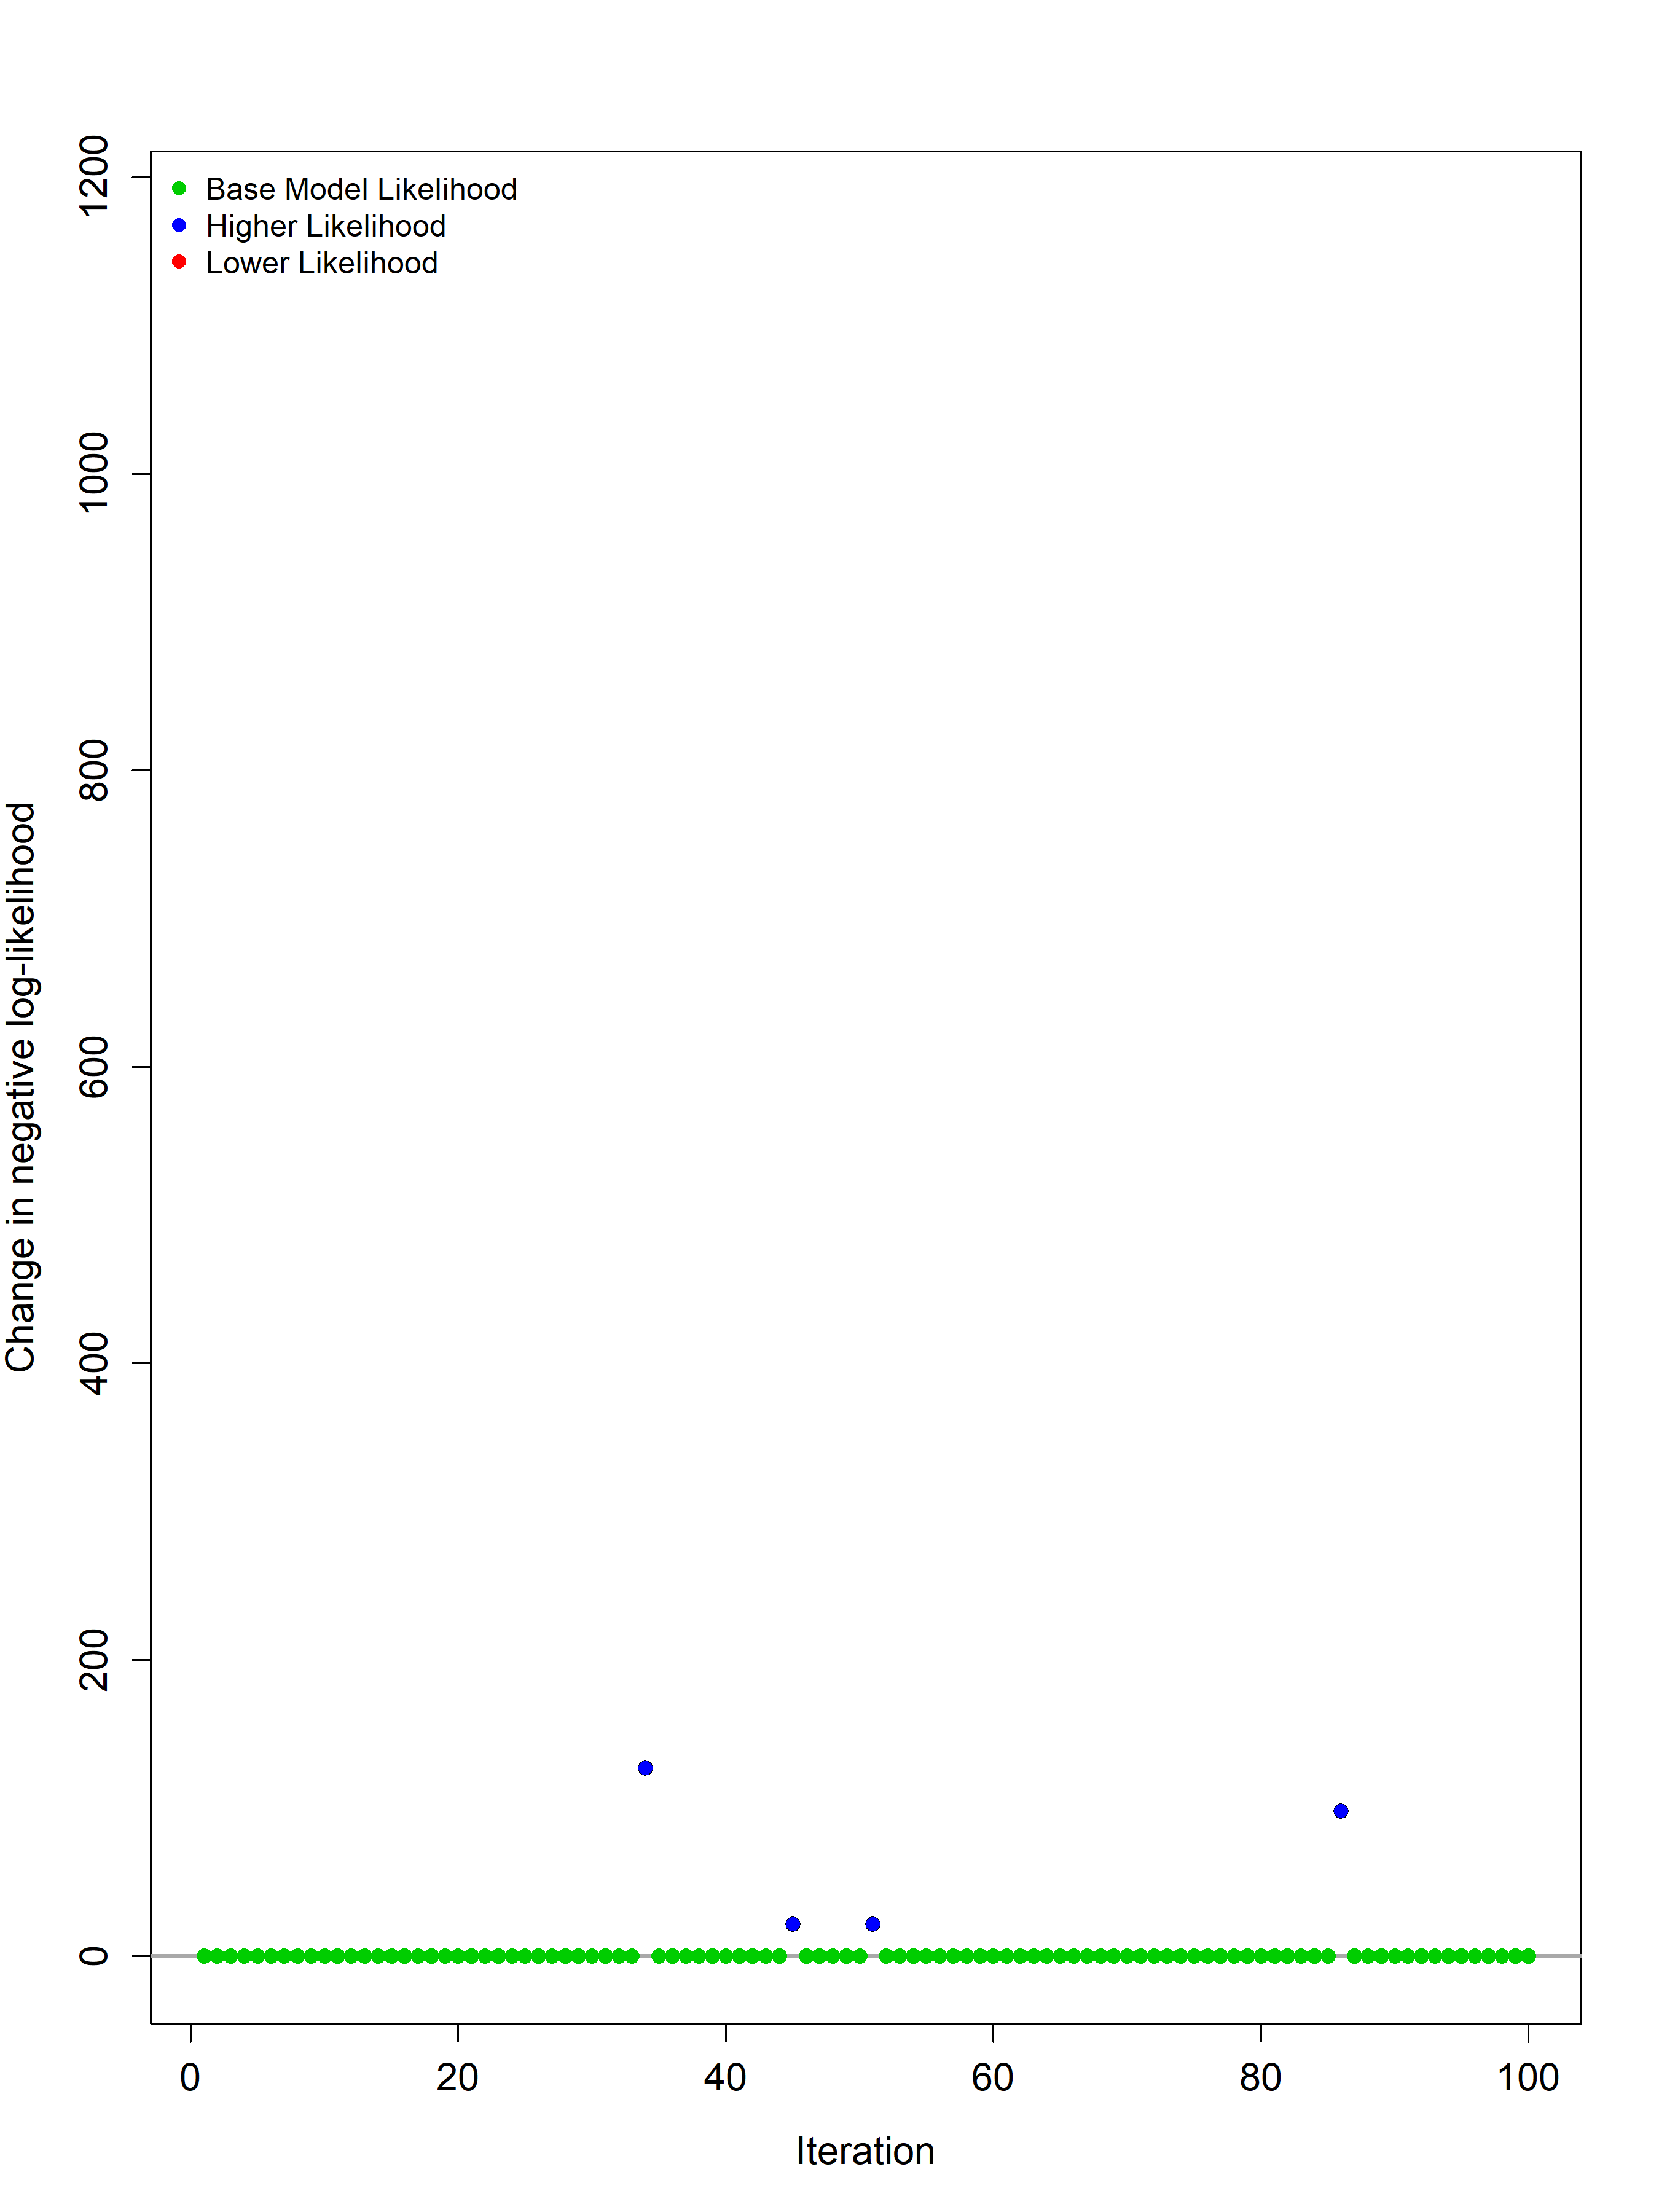 Base Model Likelihood
Higher Likelihood
Lower Likelihood
Change in negative log-likelihood
1200
1000
800
600
400
200
0
0 20 40 60 80 100
Iteration